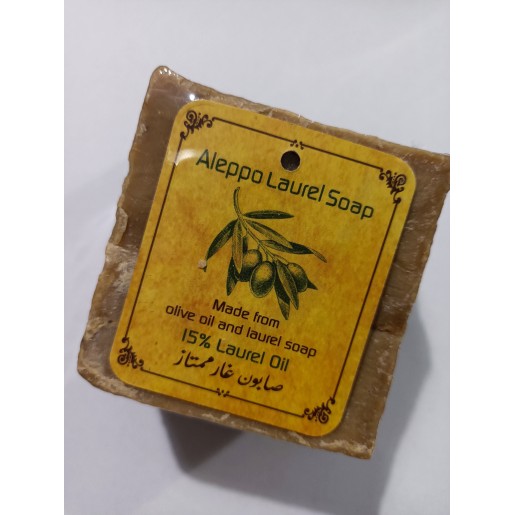 Aleppo Laurel Soap
Made from
olive oil and laurel soap
15% Laurel Oil
صابون غار ممتاز